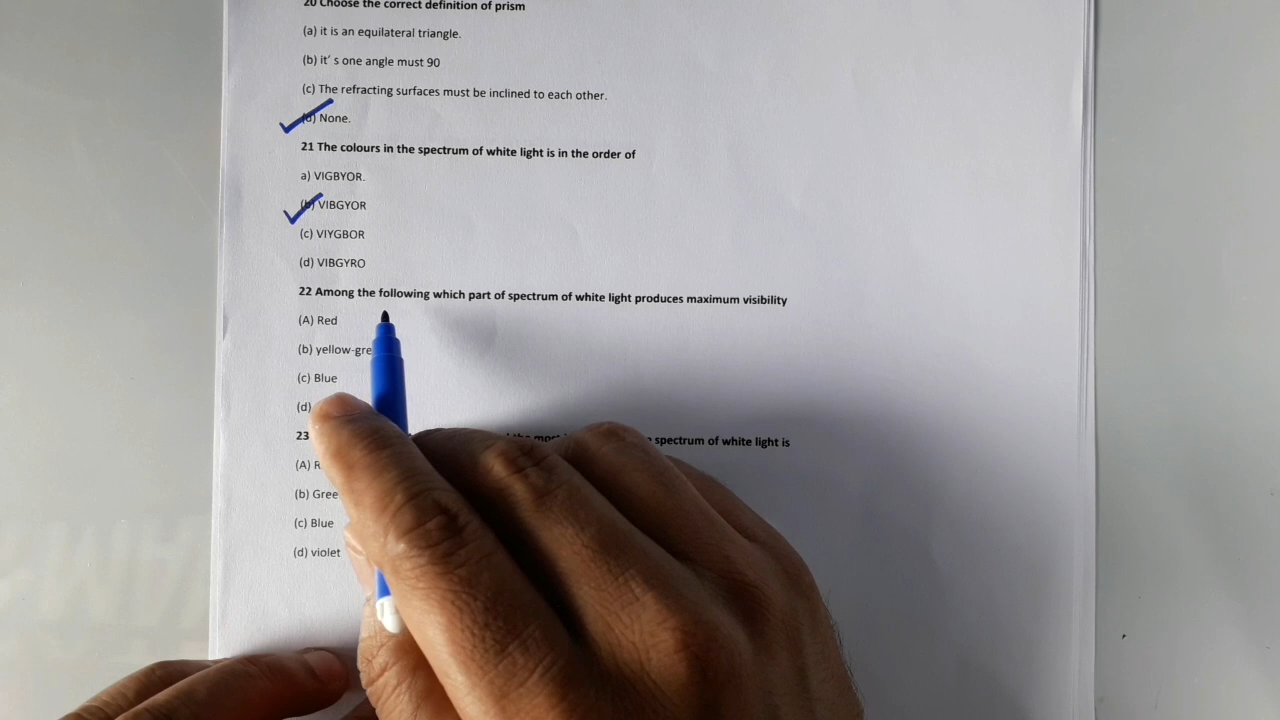 20 Choose the correct definition of prism
(a) it is an equilateral triangle.
(b) it' s one angle must 90
(c) The refracting surfaces must be inclined to each other.
(d) None.
21 The colours in the spectrum of white light is in the order of
a) VIGBYOR.
(b) VIBGYOR
(c) VIYGBOR
(d) VIBGYRO
22 Among the following which part of spectrum of white light produces maximum visibility
(A) Red
(b) yellow-gre
(c) Blue
(d)
23 spectrum of white light is
(A) R
(b) Gree
(c) Blue
(d) violet